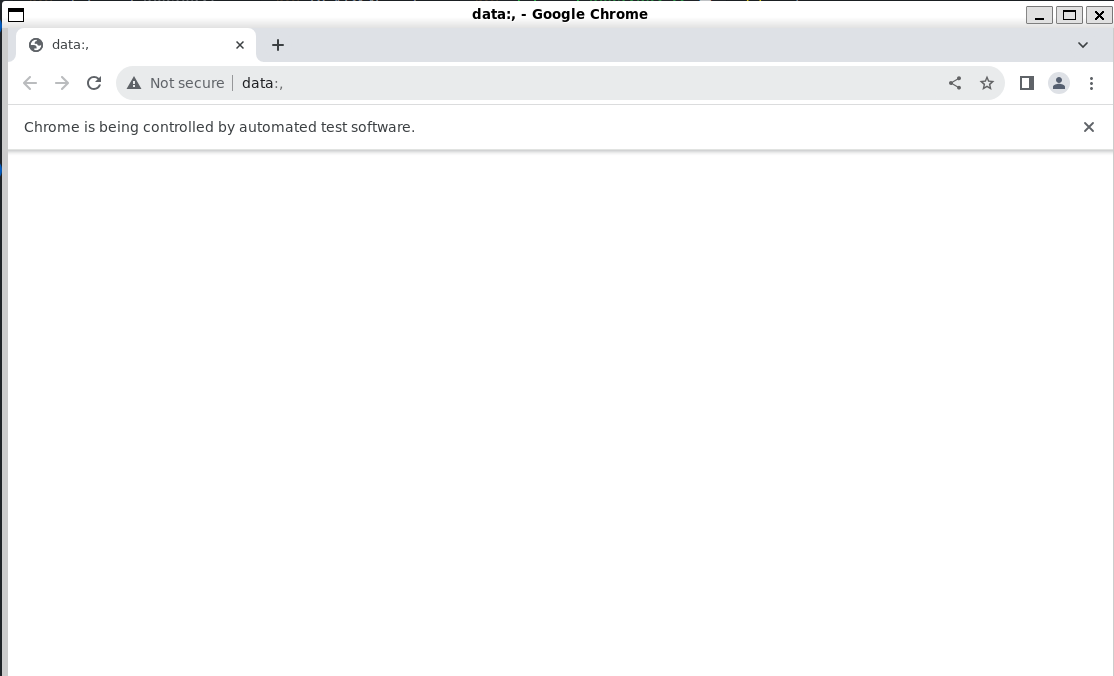 data:, - Google Chrome
data:,
Not secure data:,
Chrome is being controlled by automated test software.